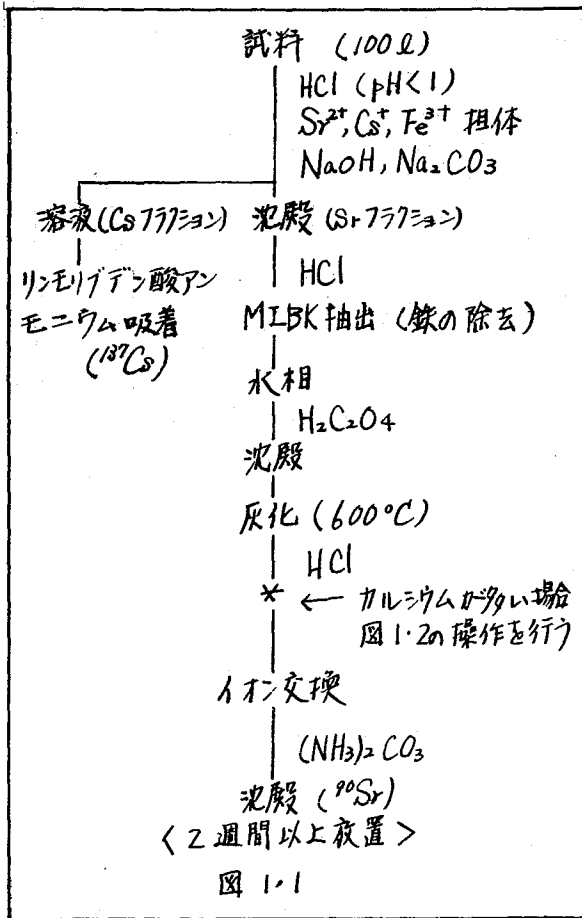 試料 (100ℓ)
HCl (pH<1)
Sr²⁺, Cs⁺, Fe³⁺ 担体
NaOH, Na₂CO₃
溶液(Csフラクション) 沈殿 (Srフラクション)
HCl
リンモリブデン酸アン
モニウム吸着
(¹³⁷Cs)
MIBK抽出 (鉄の除去)
水相
H₂C₂O₄
沈殿
灰化 (600℃)
HCl
* ← カルシウムが多い場合
図1・2の操作を行う
イオン交換
(NH₃)₂CO₃
沈殿 (⁹⁰Sr)
<2週間以上放置>
図1・1